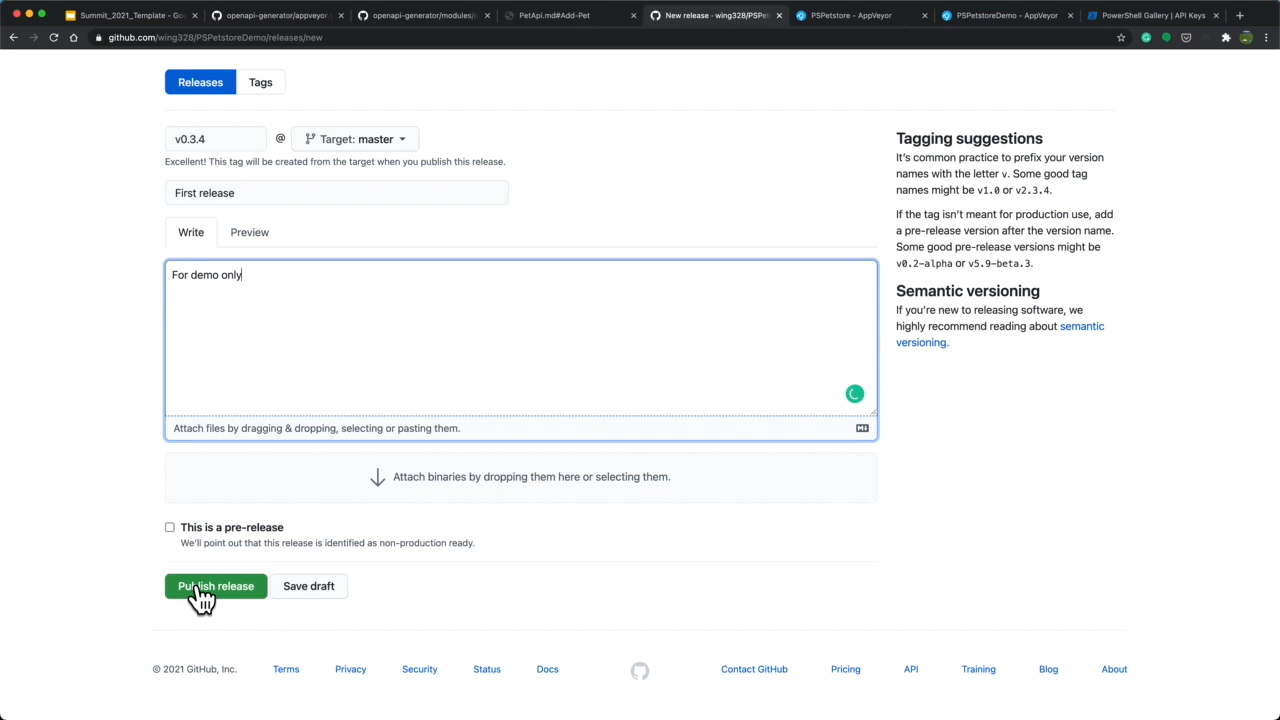 Summit_2021_Template - Go
openapi-generator/appveyor.
openapi-generator/modules/o
PetApi.md#Add-Pet
New release · wing328/PSPet
PSPetstore - AppVeyor
PSPetstoreDemo - AppVeyor
PowerShell Gallery | API Keys
github.com/wing328/PSPetstoreDemo/releases/new
Releases
Tags
v0.3.4
@
Target: master
Excellent! This tag will be created from the target when you publish this release.
First release
Write
Preview
For demo only
Attach files by dragging & dropping, selecting or pasting them.
Attach binaries by dropping them here or selecting them.
This is a pre-release
We'll point out that this release is identified as non-production ready.
Publish release
Save draft
Tagging suggestions
It's common practice to prefix your version
names with the letter v. Some good tag
names might be v1.0 or v2.3.4.
If the tag isn't meant for production use, add
a pre-release version after the version name.
Some good pre-release versions might be
v0.2-alpha or v5.9-beta.3.
Semantic versioning
If you're new to releasing software, we
highly recommend reading about semantic
versioning.
© 2021 GitHub, Inc.
Terms
Privacy
Security
Status
Docs
Contact GitHub
Pricing
API
Training
Blog
About